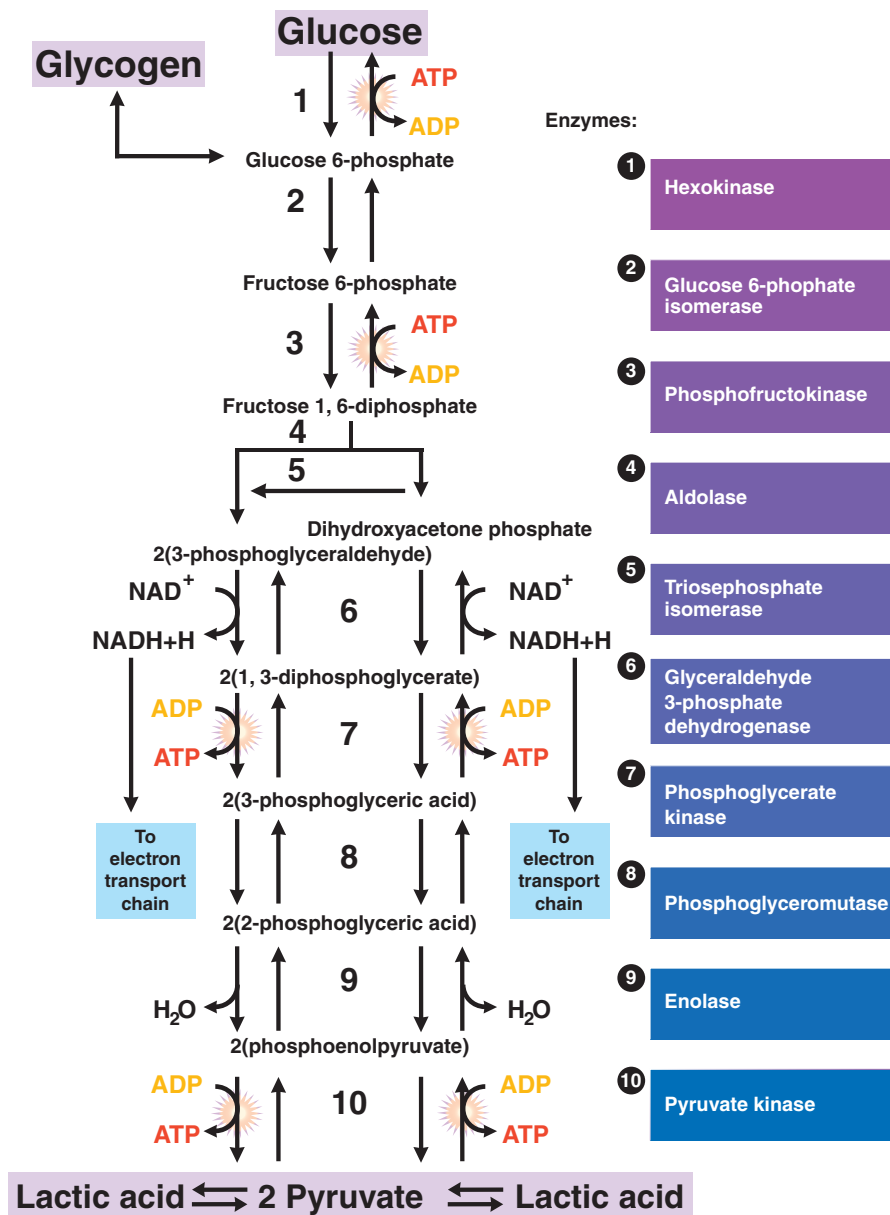 Glucose
Glycogen
ATP
1
ADP
Glucose 6-phosphate
2
Fructose 6-phosphate
ATP
3
ADP
Fructose 1, 6-diphosphate
4
5
Dihydroxyacetone phosphate
2(3-phosphoglyceraldehyde)
NAD+ 6 NAD+
NADH+H NADH+H
2(1, 3-diphosphoglycerate)
ADP 7 ADP
ATP ATP
2(3-phosphoglyceric acid)
To
electron
transport
chain
8
To
electron
transport
chain
2(2-phosphoglyceric acid)
9
H2O H2O
2(phosphoenolpyruvate)
ADP 10 ADP
ATP ATP
Lactic acid 2 Pyruvate Lactic acid
Enzymes:
1
Hexokinase
2
Glucose 6-phophate
isomerase
3
Phosphofructokinase
4
Aldolase
5
Triosephosphate
isomerase
6
Glyceraldehyde
3-phosphate
dehydrogenase
7
Phosphoglycerate
kinase
8
Phosphoglyceromutase
9
Enolase
10
Pyruvate kinase